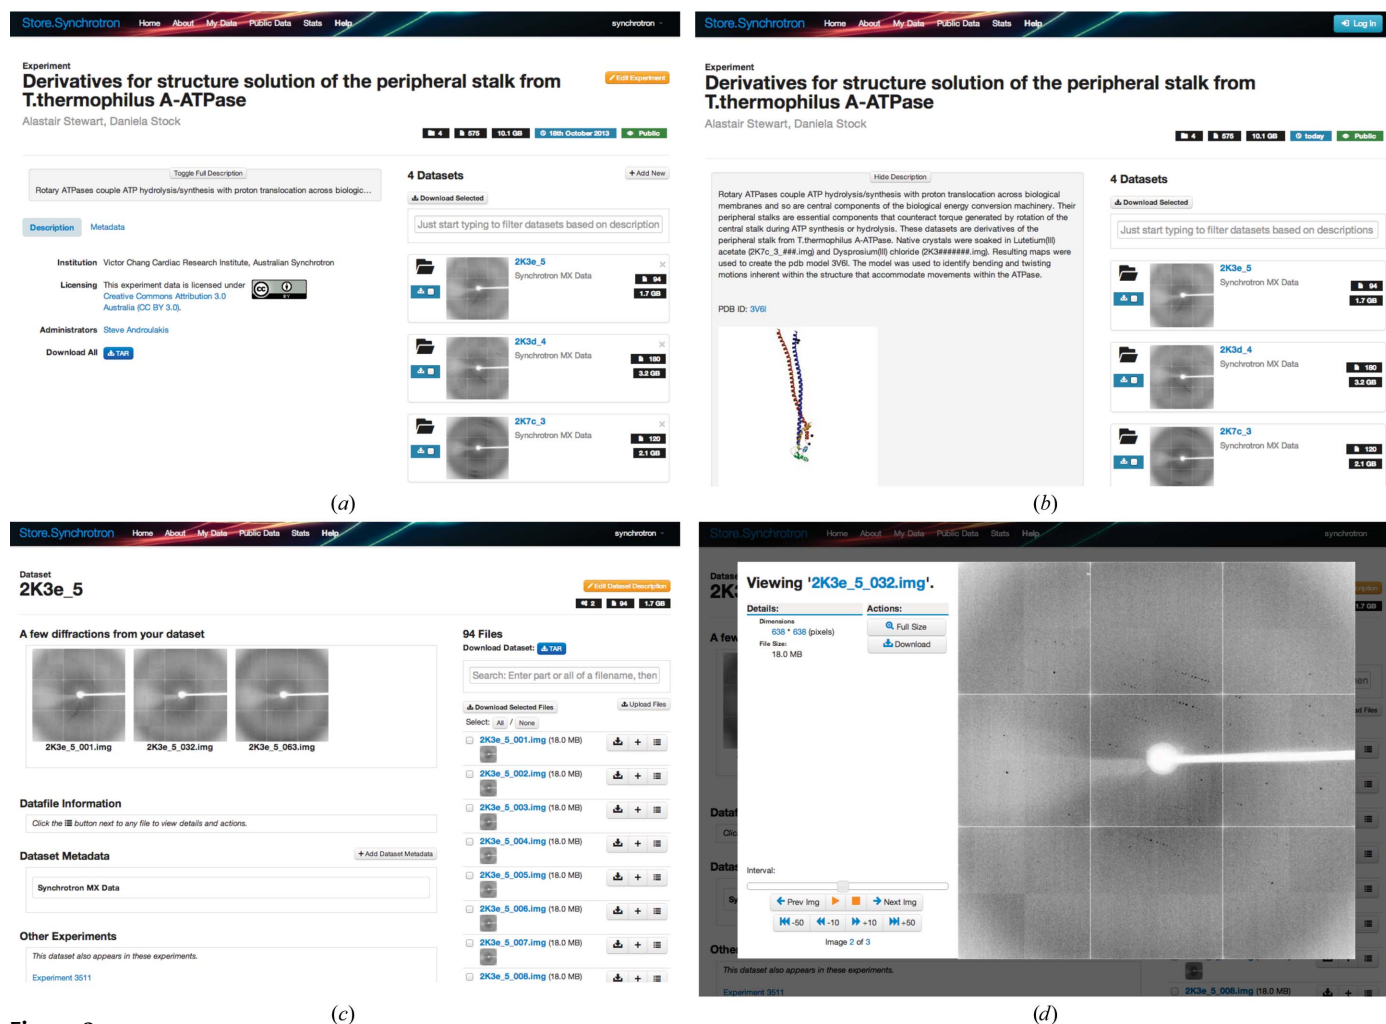 Store.Synchrotron Home About My Data Public Data Stats Help synchrotron
Experiment
Derivatives for structure solution of the peripheral stalk from
T.thermophilus A-ATPase
Edit Experiment
Alastair Stewart, Daniela Stock
4 575 10.1 GB 18th October 2013 Public
Toggle Full Description
Rotary ATPases couple ATP hydrolysis/synthesis with proton translocation across biologic...
Description Metadata
Institution Victor Chang Cardiac Research Institute, Australian Synchrotron
Licensing This experiment data is licensed under
Creative Commons Attribution 3.0
Australia (CC BY 3.0).
cc BY
Administrators Steve Androulakis
Download All TAR
4 Datasets + Add New
Download Selected
Just start typing to filter datasets based on description
2K3e_5
Synchrotron MX Data
94
1.7 GB
2K3d_4
Synchrotron MX Data
180
3.2 GB
2K7c_3
Synchrotron MX Data
120
2.1 GB
(a)
Store.Synchrotron Home About My Data Public Data Stats Help Log In
Experiment
Derivatives for structure solution of the peripheral stalk from
T.thermophilus A-ATPase
Alastair Stewart, Daniela Stock
4 575 10.1 GB today Public
Hide Description
Rotary ATPases couple ATP hydrolysis/synthesis with proton translocation across biological
membranes and so are central components of the biological energy conversion machinery. Their
peripheral stalks are essential components that counteract torque generated by rotation of the
central stalk during ATP synthesis or hydrolysis. These datasets are derivatives of the
peripheral stalk from T.thermophilus A-ATPase. Native crystals were soaked in Lutetium(III)
acetate (2K7c_3_###.img) and Dysprosium(III) chloride (2K3#######.img). Resulting maps were
used to create the pdb model 3V6I. The model was used to identify bending and twisting
motions inherent within the structure that accommodate movements within the ATPase.
PDB ID: 3V6I
4 Datasets
Download Selected
Just start typing to filter datasets based on descriptions
2K3e_5
Synchrotron MX Data
94
1.7 GB
2K3d_4
Synchrotron MX Data
180
3.2 GB
2K7c_3
Synchrotron MX Data
120
2.1 GB
(b)
Store.Synchrotron Home About My Data Public Data Stats Help synchrotron
Dataset
2K3e_5
Edit Dataset Description
2 94 1.7 GB
A few diffractions from your dataset
2K3e_5_001.img 2K3e_5_032.img 2K3e_5_063.img
Datafile Information
Click the button next to any file to view details and actions.
Dataset Metadata + Add Dataset Metadata
Synchrotron MX Data
Other Experiments
This dataset also appears in these experiments.
Experiment 3511
94 Files
Download Dataset: TAR
Search: Enter part or all of a filename, then
Download Selected Files Upload Files
Select: All / None
2K3e_5_001.img (18.0 MB)
2K3e_5_002.img (18.0 MB)
2K3e_5_003.img (18.0 MB)
2K3e_5_004.img (18.0 MB)
2K3e_5_005.img (18.0 MB)
2K3e_5_006.img (18.0 MB)
2K3e_5_007.img (18.0 MB)
2K3e_5_008.img (18.0 MB)
(c)
Store.Synchrotron Home About My Data Public Data Stats Help synchrotron
Viewing '2K3e_5_032.img'.
Details: Actions:
Dimensions
638 * 638 (pixels)
File Size:
18.0 MB
Full Size
Download
Interval:
Prev Img Next Img
-50 -10 +10 +50
Image 2 of 3
This dataset also appears in these experiments.
Experiment 3511
2K3e_5_008.img (18.0 MB)
(d)